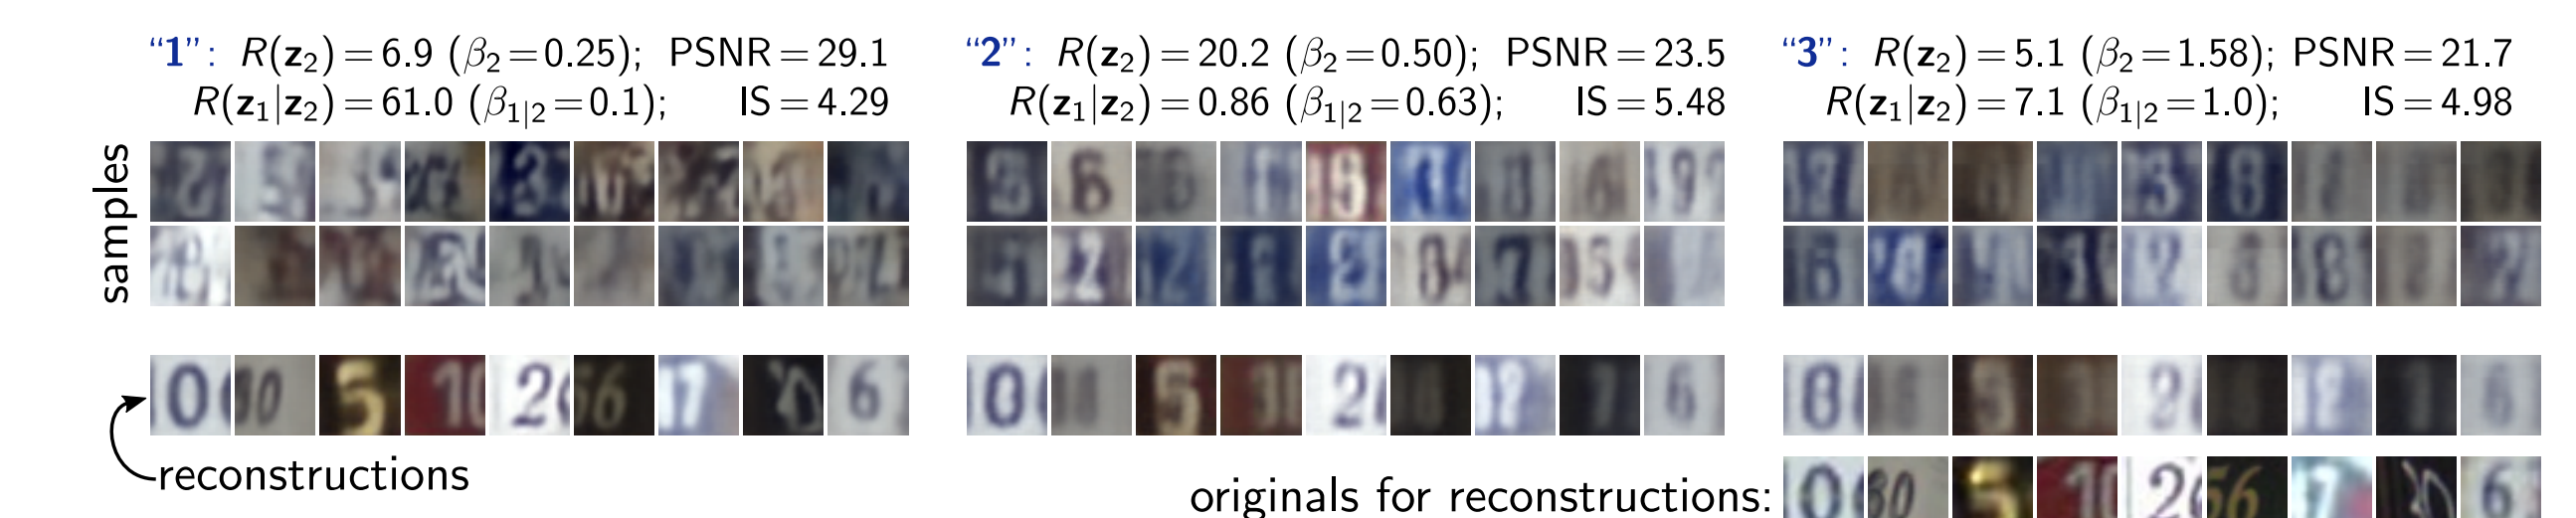 “1”: R(z₂) = 6.9 (β₂ = 0.25); PSNR = 29.1
R(z₁|z₂) = 61.0 (β₁|₂ = 0.1); IS = 4.29
“2”: R(z₂) = 20.2 (β₂ = 0.50); PSNR = 23.5
R(z₁|z₂) = 0.86 (β₁|₂ = 0.63); IS = 5.48
“3”: R(z₂) = 5.1 (β₂ = 1.58); PSNR = 21.7
R(z₁|z₂) = 7.1 (β₁|₂ = 1.0); IS = 4.98
samples
reconstructions
originals for reconstructions: